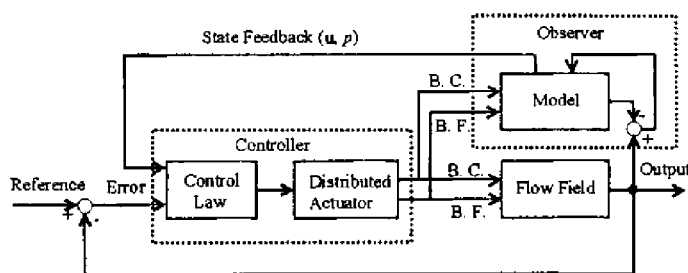 State Feedback (u, p)
Observer
B. C.
Model
B. F.
-
+
Controller
Reference
Error
Control
Law
Distributed
Actuator
B. C.
B. F.
Flow Field
Output
+
-